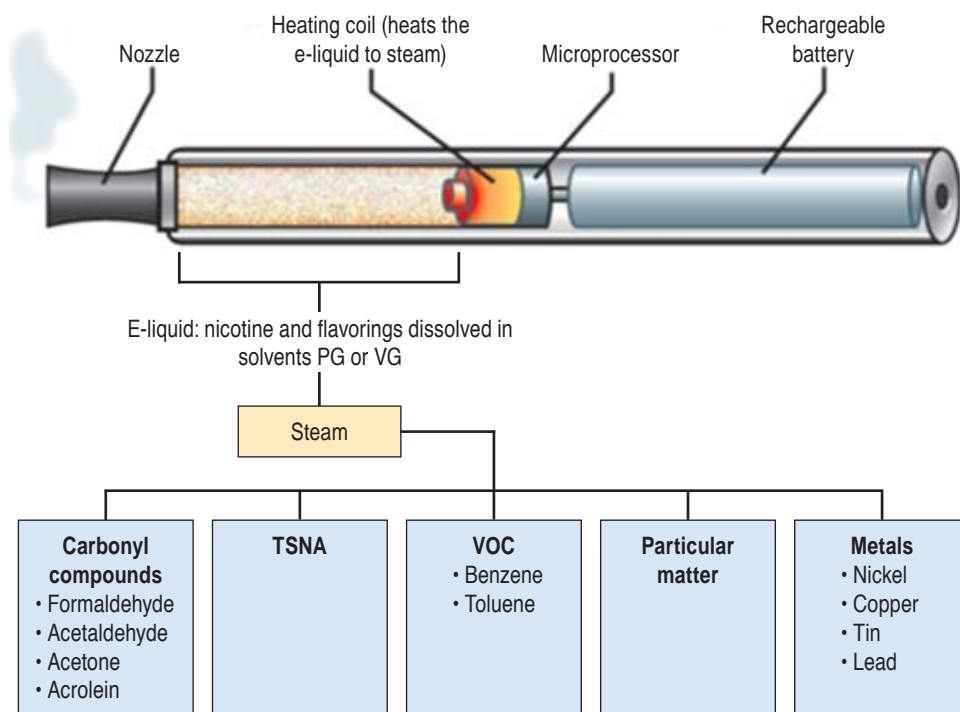 Nozzle
Heating coil (heats the
e-liquid to steam)
Microprocessor
Rechargeable
battery
E-liquid: nicotine and flavorings dissolved in
solvents PG or VG
Steam
Carbonyl
compounds
• Formaldehyde
• Acetaldehyde
• Acetone
• Acrolein
TSNA
VOC
• Benzene
• Toluene
Particular
matter
Metals
• Nickel
• Copper
• Tin
• Lead